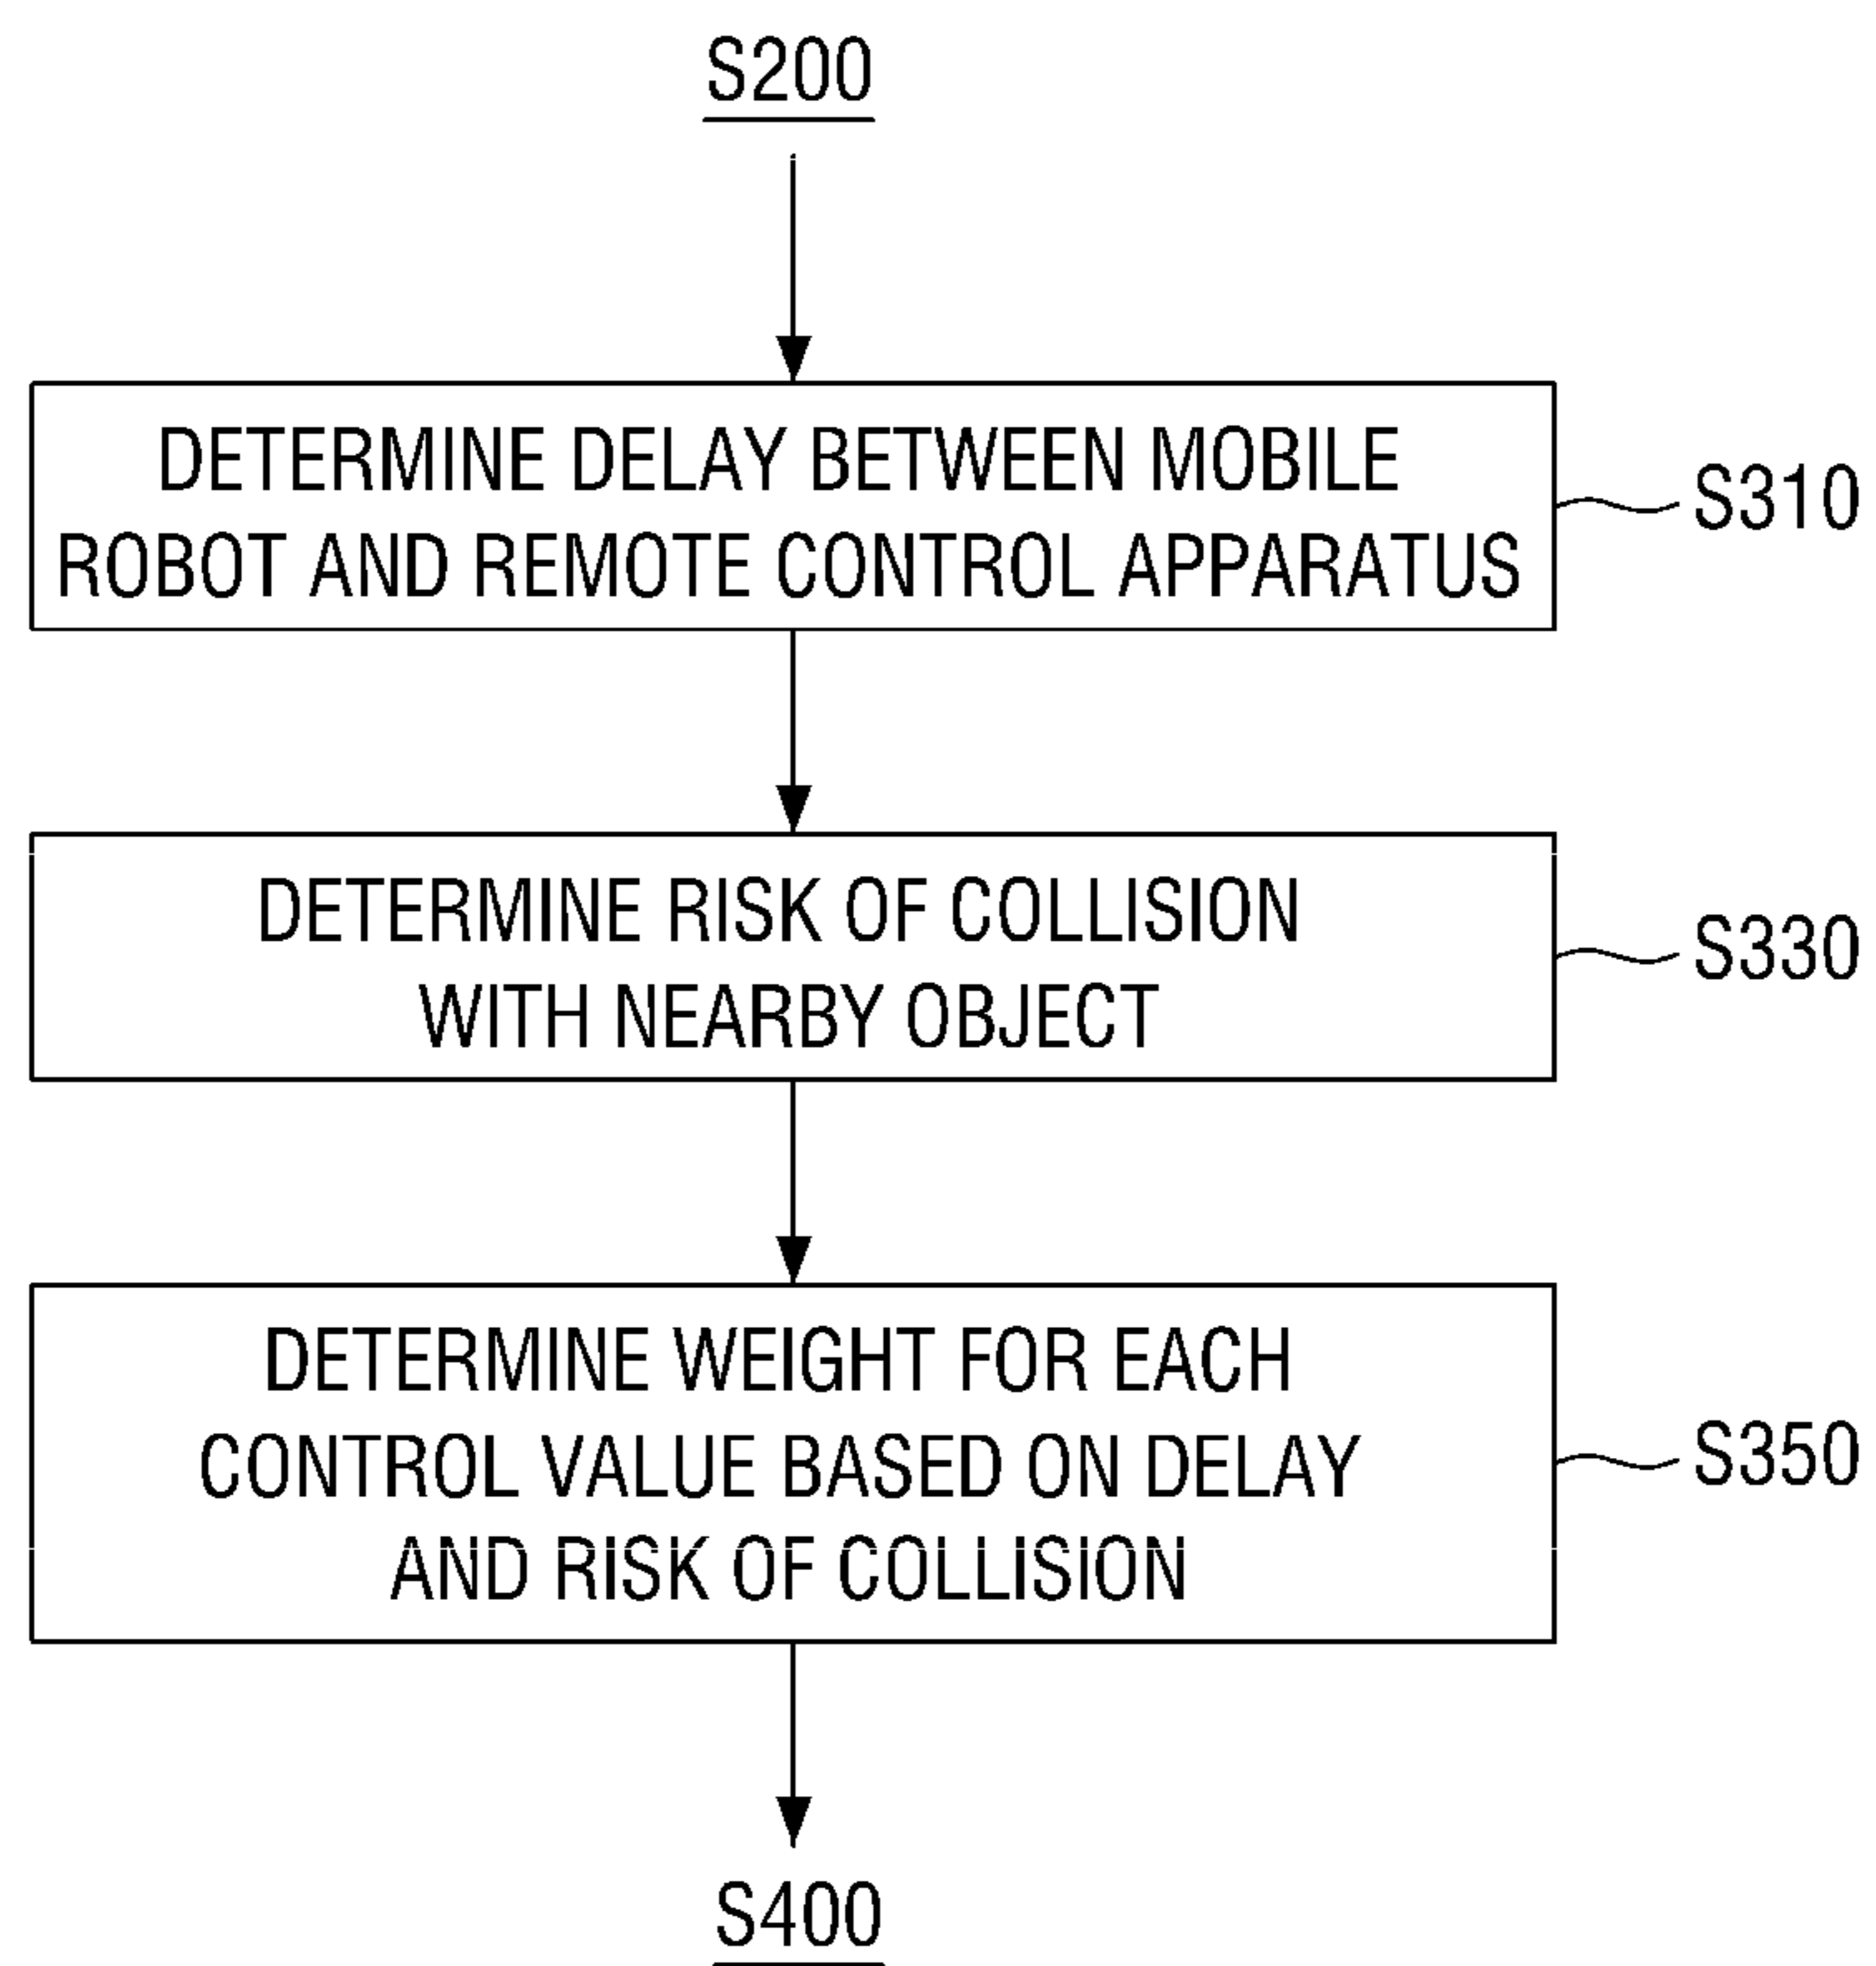 S200
DETERMINE DELAY BETWEEN MOBILE
ROBOT AND REMOTE CONTROL APPARATUS
S310
DETERMINE RISK OF COLLISION
WITH NEARBY OBJECT
S330
DETERMINE WEIGHT FOR EACH
CONTROL VALUE BASED ON DELAY
AND RISK OF COLLISION
S350
S400